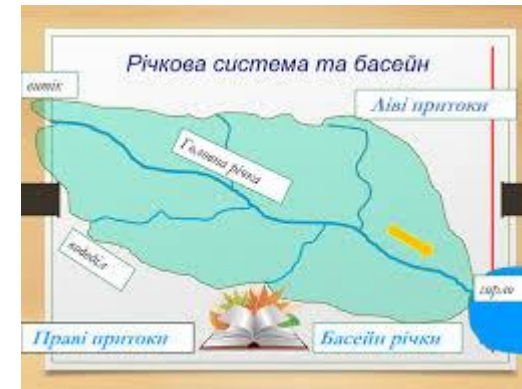 Річкова система та басейн
витік
Ліві притоки
Головна річка
вододіл
гирло
Праві притоки
Басейн річки